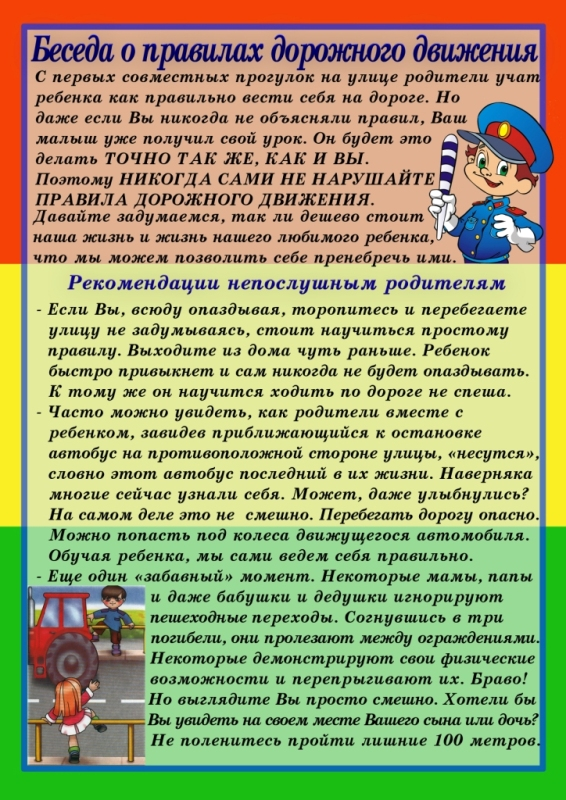 Беседа о правилах дорожного движения
С первых совместных прогулок на улице родители учат
ребенка как правильно вести себя на дороге. Но
даже если Вы никогда не объясняли правил, Ваш
малыш уже получил свой урок. Он будет это
делать ТОЧНО ТАК ЖЕ, КАК И ВЫ.
Поэтому НИКОГДА САМИ НЕ НАРУШАЙТЕ
ПРАВИЛА ДОРОЖНОГО ДВИЖЕНИЯ.
Давайте задумаемся, так ли дешево стоит
наша жизнь и жизнь нашего любимого ребенка,
что мы можем позволить себе пренебречь ими.
Рекомендации непослушным родителям
- Если Вы, всюду опаздывая, торопитесь и перебегаете
улицу не задумываясь, стоит научиться простому
правилу. Выходите из дома чуть раньше. Ребенок
быстро привыкнет и сам никогда не будет опаздывать.
К тому же он научится ходить по дороге не спеша.
- Часто можно увидеть, как родители вместе с
ребенком, завидев приближающийся к остановке
автобус на противоположной стороне улицы, «несутся»,
словно этот автобус последний в их жизни. Наверняка
многие сейчас узнали себя. Может, даже улыбнулись?
На самом деле это не смешно. Перебегать дорогу опасно.
Можно попасть под колеса движущегося автомобиля.
Обучая ребенка, мы сами ведем себя правильно.
- Еще один «забавный» момент. Некоторые мамы, папы
и даже бабушки и дедушки игнорируют
пешеходные переходы. Согнувшись в три
погибели, они пролезают между ограждениями.
Некоторые демонстрируют свои физические
возможности и перепрыгивают их. Браво!
Но выглядите Вы просто смешно. Хотели бы
Вы увидеть на своем месте Вашего сына или дочь?
Не поленитесь пройти лишние 100 метров.